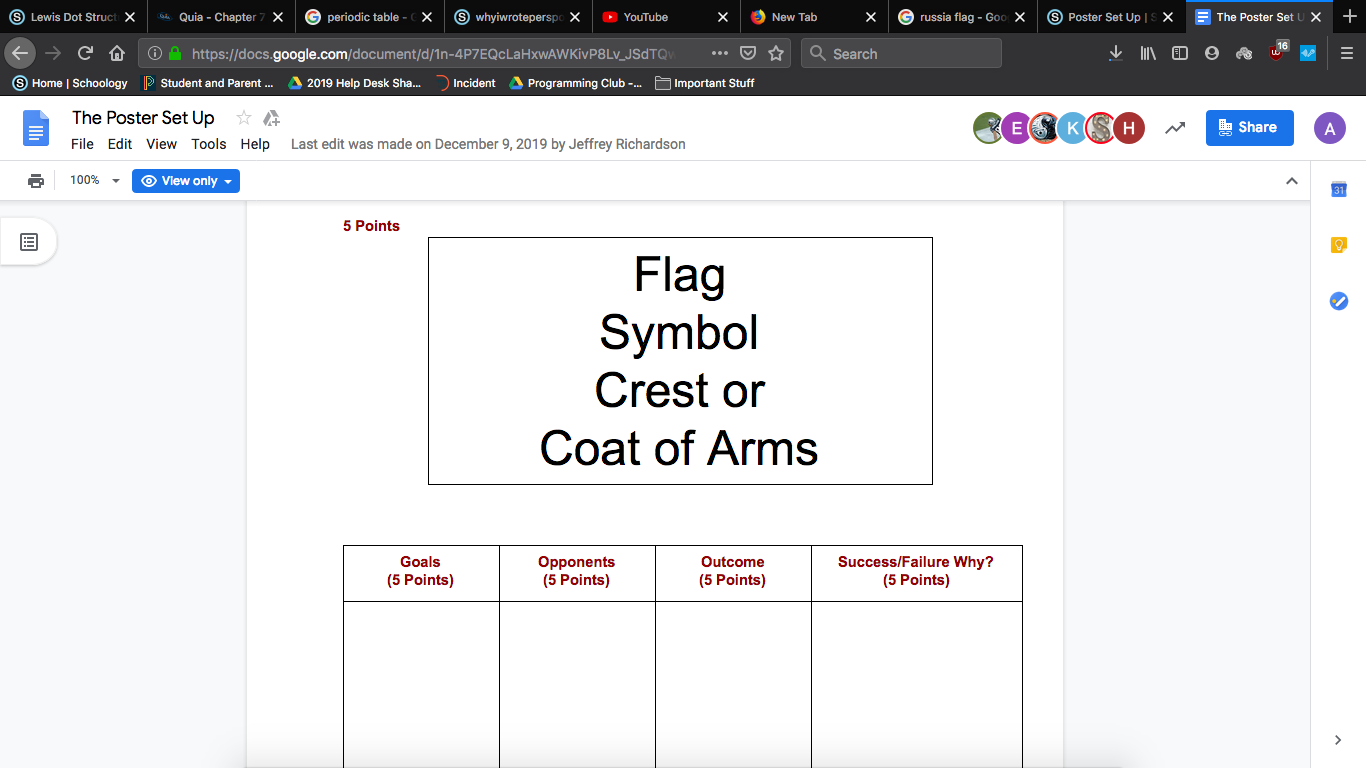 Lewis Dot Struct
Quia - Chapter 7
periodic table - G
whyiwrotepersp
YouTube
New Tab
russia flag - Goo
Poster Set Up | S
The Poster Set U
https://docs.google.com/document/d/1n-4P7EQcLaHxwAWKivP8Lv_JSdTQw
Search
16
Home | Schoology
Student and Parent ...
2019 Help Desk Sha...
Incident
Programming Club -...
Important Stuff
The Poster Set Up
File Edit View Tools Help
Last edit was made on December 9, 2019 by Jeffrey Richardson
E
K
S
H
Share
A
100%
View only
31
5 Points
Flag
Symbol
Crest or
Coat of Arms
Goals
(5 Points)
Opponents
(5 Points)
Outcome
(5 Points)
Success/Failure Why?
(5 Points)